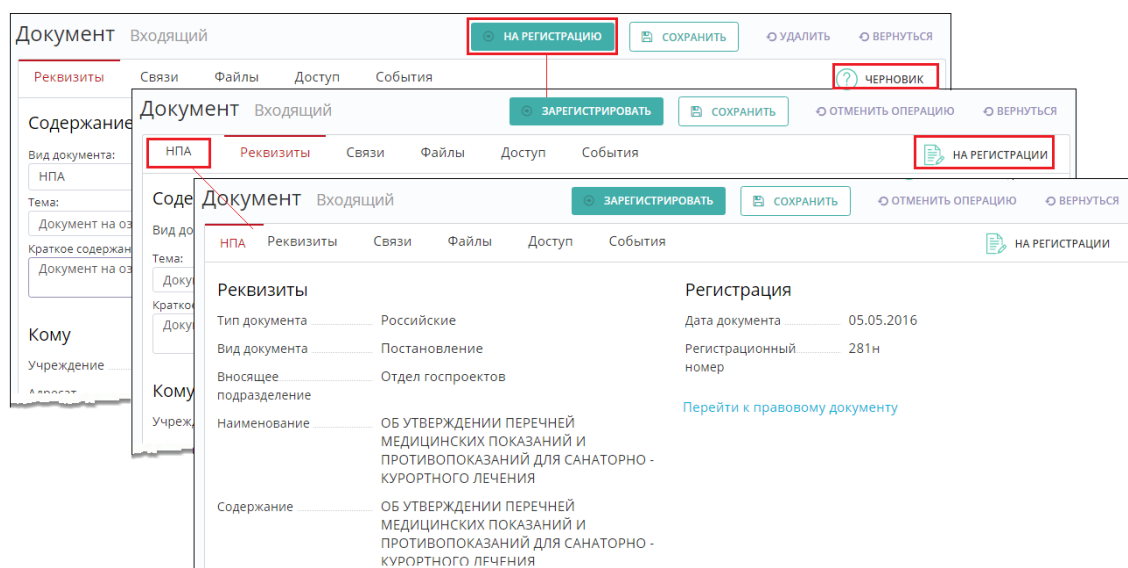 Документ Входящий
НА РЕГИСТРАЦИЮ
СОХРАНИТЬ
УДАЛИТЬ
ВЕРНУТЬСЯ
Реквизиты Связи Файлы Доступ События
ЧЕРНОВИК
Содержание
Вид документа:
НПА
Тема:
Документ на оз
Краткое содержан
Документ на оз
Кому
Учреждение
Адресат
Документ Входящий
ЗАРЕГИСТРИРОВАТЬ
СОХРАНИТЬ
ОТМЕНИТЬ ОПЕРАЦИЮ
ВЕРНУТЬСЯ
НПА Реквизиты Связи Файлы Доступ События
НА РЕГИСТРАЦИИ
Соде
Вид до
Тема:
Докум
Краткое
Докум
Кому
Учреж
Документ Входящий
ЗАРЕГИСТРИРОВАТЬ
СОХРАНИТЬ
ОТМЕНИТЬ ОПЕРАЦИЮ
ВЕРНУТЬСЯ
НПА Реквизиты Связи Файлы Доступ События
НА РЕГИСТРАЦИИ
Реквизиты
Тип документа Российские
Вид документа Постановление
Вносящее Отдел госпроектов
подразделение
Наименование ОБ УТВЕРЖДЕНИИ ПЕРЕЧНЕЙ
МЕДИЦИНСКИХ ПОКАЗАНИЙ И
ПРОТИВОПОКАЗАНИЙ ДЛЯ САНАТОРНО -
КУРОРТНОГО ЛЕЧЕНИЯ
Содержание ОБ УТВЕРЖДЕНИИ ПЕРЕЧНЕЙ
МЕДИЦИНСКИХ ПОКАЗАНИЙ И
ПРОТИВОПОКАЗАНИЙ ДЛЯ САНАТОРНО -
КУРОРТНОГО ЛЕЧЕНИЯ
Регистрация
Дата документа 05.05.2016
Регистрационный 281н
номер
Перейти к правовому документу